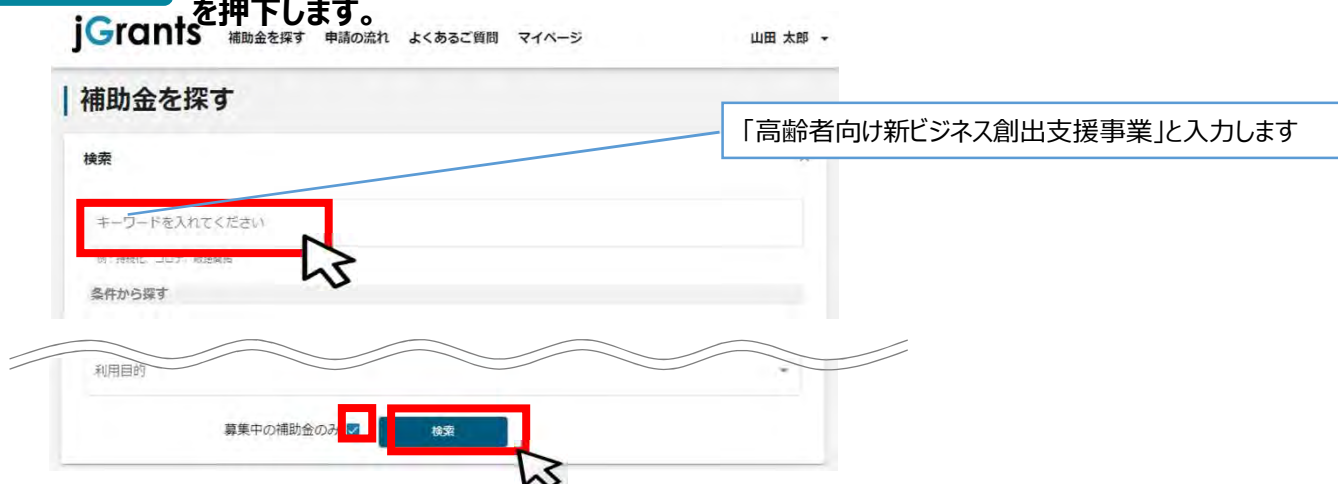 を押下します。
jGrants 補助金を探す 申請の流れ よくあるご質問 マイページ 山田 太郎
補助金を探す
「高齢者向け新ビジネス創出支援事業」と入力します
検索
キーワードを入れてください
条件から探す
利用目的
募集中の補助金のみ 検索